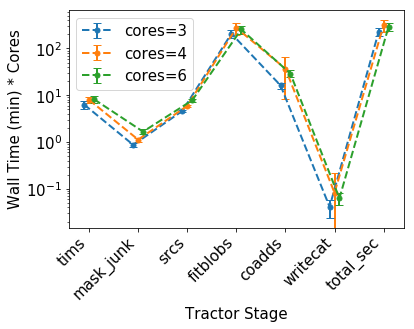 cores=3
cores=4
cores=6
Wall Time (min) * Cores
10²
10¹
10⁰
10⁻¹
tims
mask_junk
srcs
fitblobs
coadds
writecat
total_sec
Tractor Stage